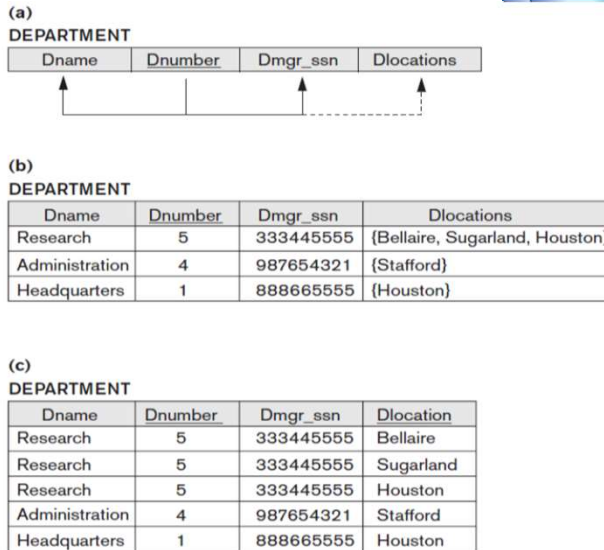 (a)
DEPARTMENT
Dname Dnumber Dmgr_ssn Dlocations
(b)
DEPARTMENT
Dname Dnumber Dmgr_ssn Dlocations
Research 5 333445555 {Bellaire, Sugarland, Houston}
Administration 4 987654321 {Stafford}
Headquarters 1 888665555 {Houston}
(c)
DEPARTMENT
Dname Dnumber Dmgr_ssn Dlocation
Research 5 333445555 Bellaire
Research 5 333445555 Sugarland
Research 5 333445555 Houston
Administration 4 987654321 Stafford
Headquarters 1 888665555 Houston